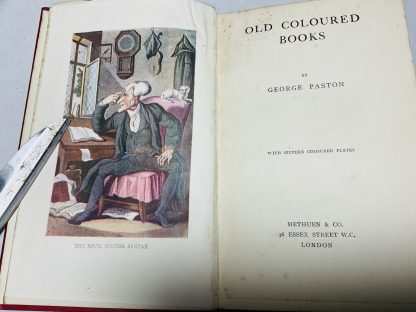 THE REVD. DOCTOR SYNTAX
OLD COLOURED
BOOKS
BY
GEORGE PASTON
WITH SIXTEEN COLOURED PLATES
METHUEN & CO.
36 ESSEX STREET W.C.
LONDON